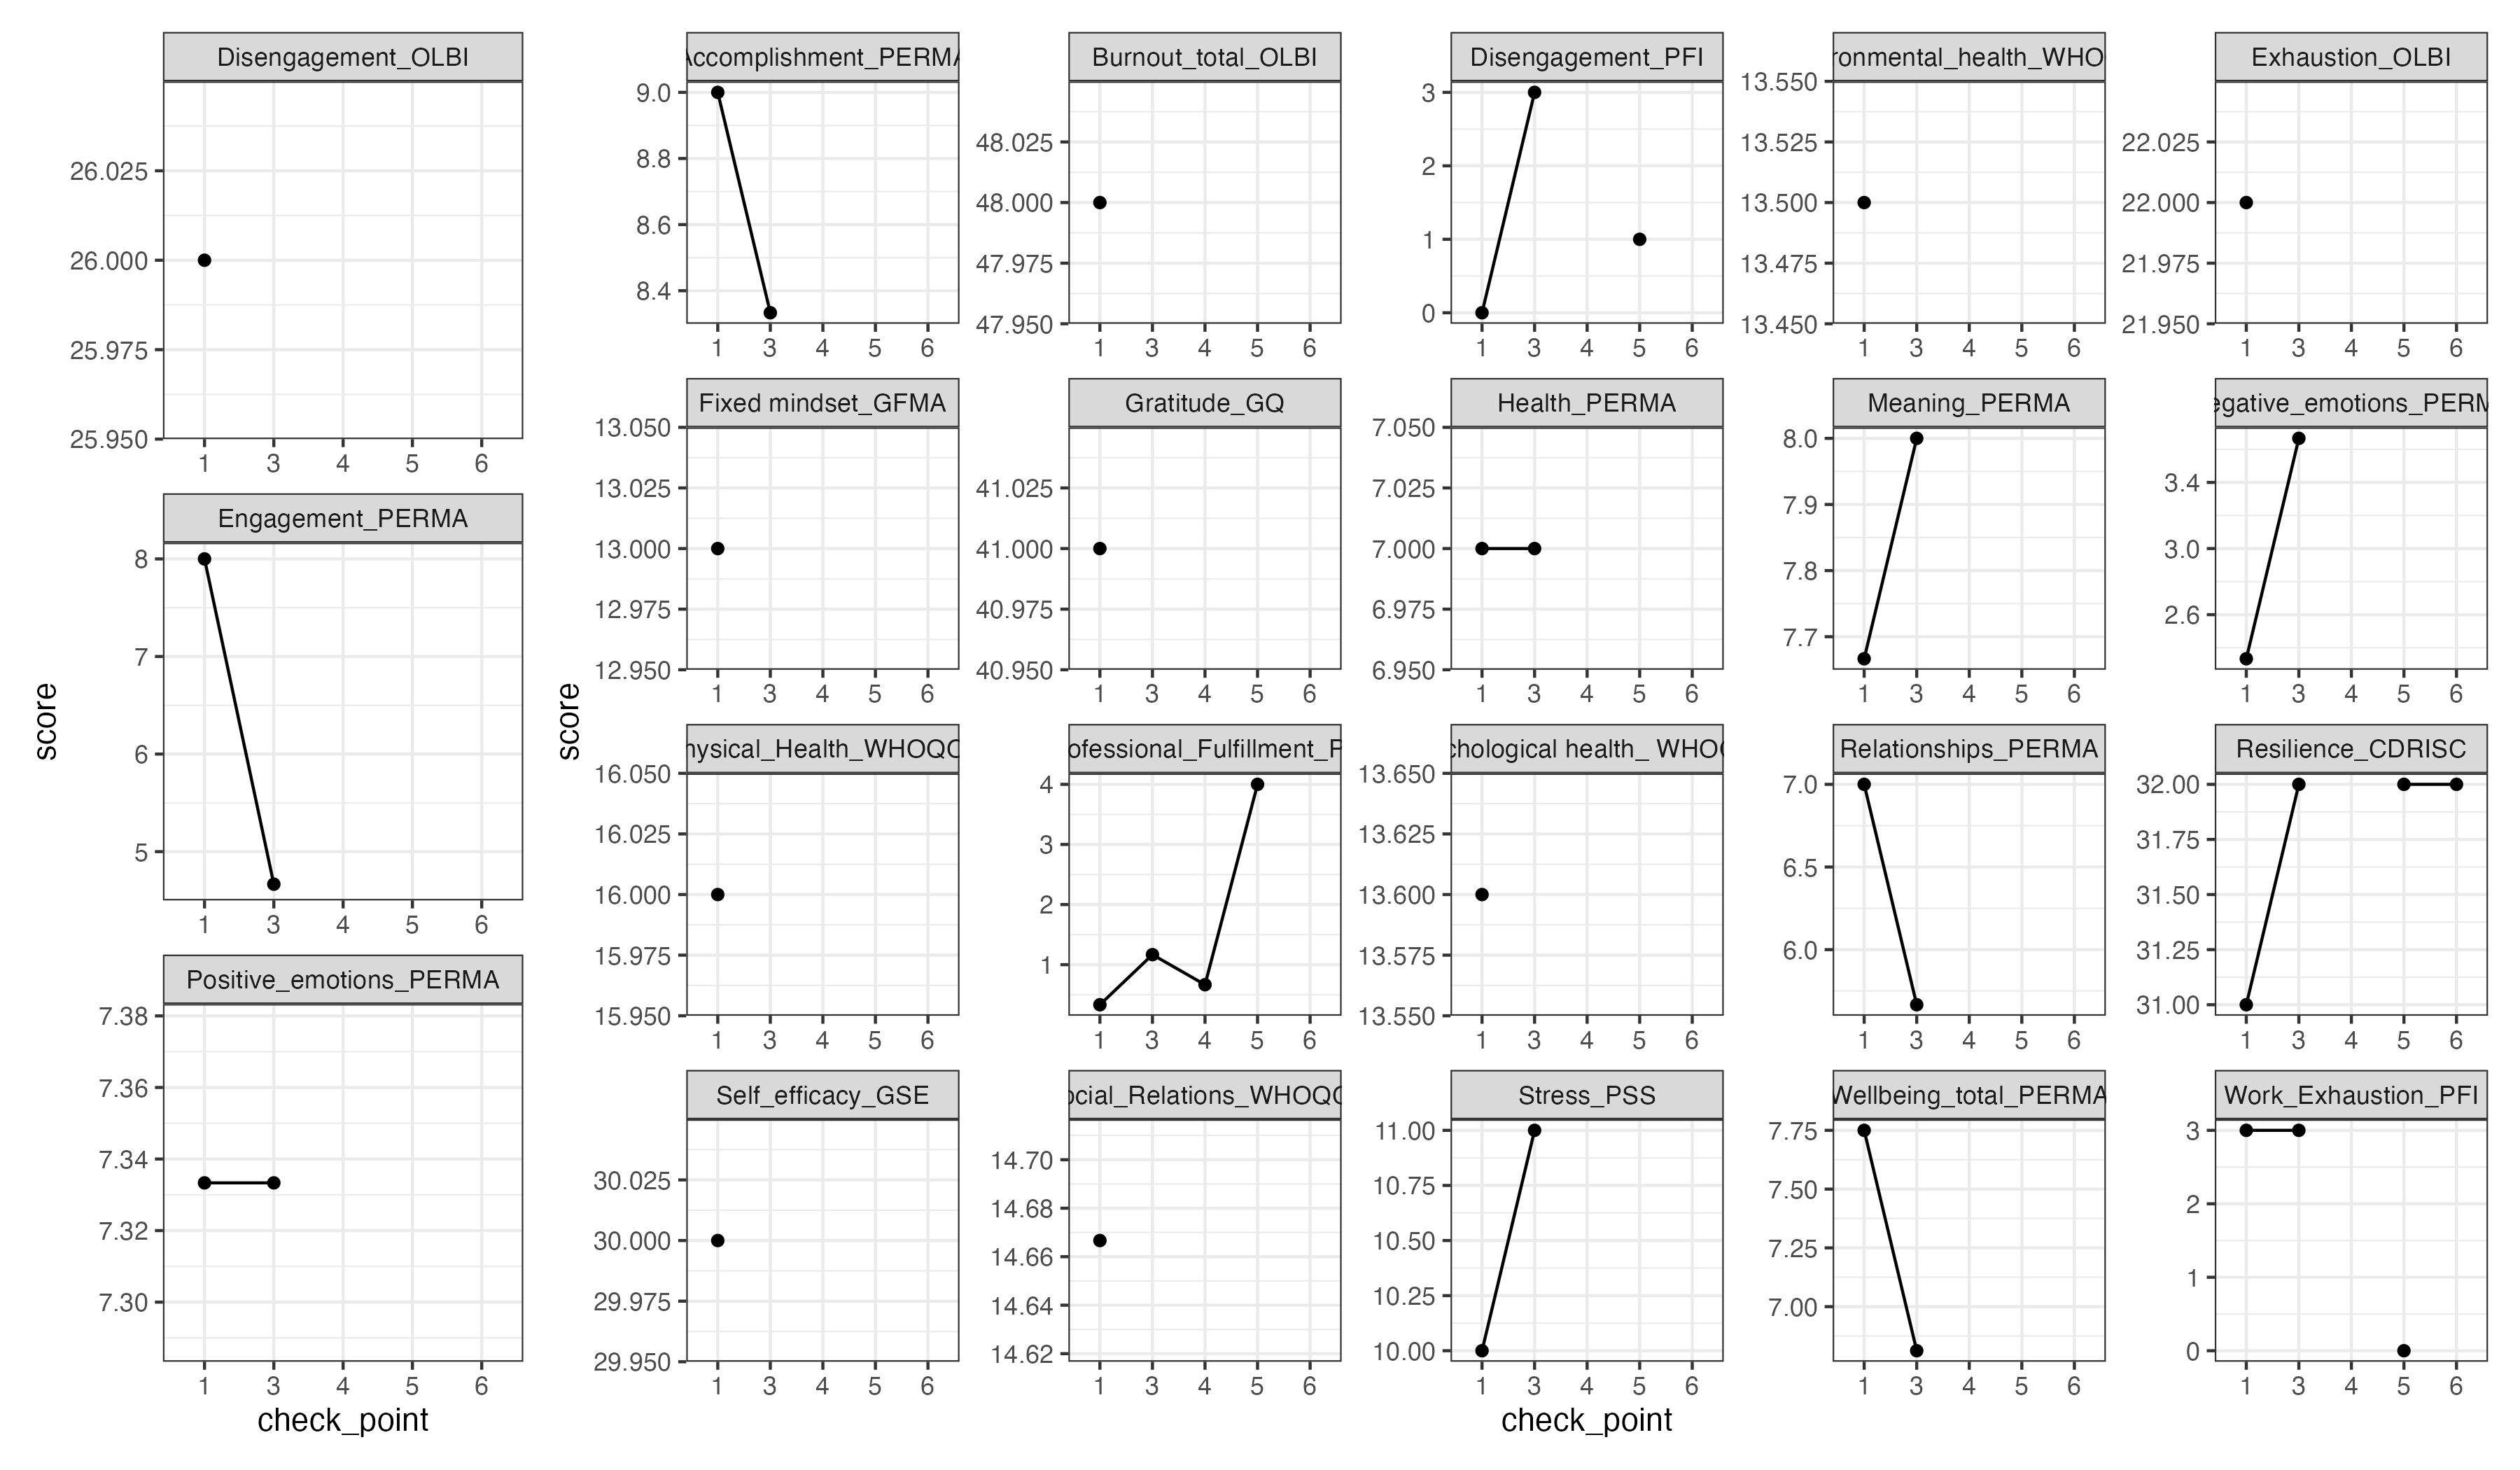 Disengagement_OLBI
26.025
26.000
25.975
25.950
1 3 4 5 6
Engagement_PERMA
8
7
6
5
1 3 4 5 6
Positive_emotions_PERMA
7.38
7.36
7.34
7.32
7.30
1 3 4 5 6
score
check_point
Accomplishment_PERMA
9.0
8.8
8.6
8.4
1 3 4 5 6
Burnout_total_OLBI
48.025
48.000
47.975
47.950
1 3 4 5 6
Disengagement_PFI
3
2
1
0
1 3 4 5 6
ronmental_health_WHO
13.550
13.525
13.500
13.475
13.450
1 3 4 5 6
Exhaustion_OLBI
22.025
22.000
21.975
21.950
1 3 4 5 6
Fixed mindset_GFMA
13.050
13.025
13.000
12.975
12.950
1 3 4 5 6
Gratitude_GQ
41.025
41.000
40.975
40.950
1 3 4 5 6
Health_PERMA
7.050
7.025
7.000
6.975
6.950
1 3 4 5 6
Meaning_PERMA
8.0
7.9
7.8
7.7
1 3 4 5 6
egative_emotions_PERM
3.4
3.0
2.6
1 3 4 5 6
hysical_Health_WHOQO
16.050
16.025
16.000
15.975
15.950
1 3 4 5 6
ofessional_Fulfillment_P
4
3
2
1
1 3 4 5 6
chological health_ WHO
13.650
13.625
13.600
13.575
13.550
1 3 4 5 6
Relationships_PERMA
7.0
6.5
6.0
1 3 4 5 6
Resilience_CDRISC
32.00
31.75
31.50
31.25
31.00
1 3 4 5 6
Self_efficacy_GSE
30.025
30.000
29.975
29.950
1 3 4 5 6
ocial_Relations_WHOQO
14.70
14.68
14.66
14.64
14.62
1 3 4 5 6
Stress_PSS
11.00
10.75
10.50
10.25
10.00
1 3 4 5 6
Wellbeing_total_PERMA
7.75
7.50
7.25
7.00
1 3 4 5 6
Work_Exhaustion_PFI
3
2
1
0
1 3 4 5 6
score
check_point